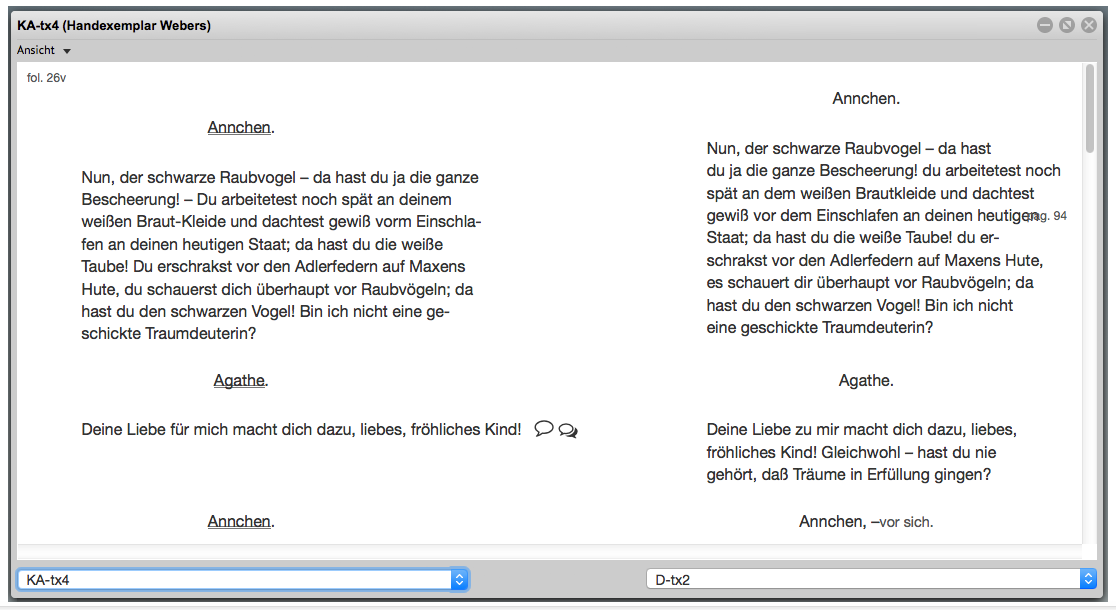 KA-tx4 (Handexemplar Webers)
Ansicht
fol. 26v
Annchen.
Nun, der schwarze Raubvogel – da hast du ja die ganze
Bescheerung! – Du arbeitetest noch spät an deinem
weißen Braut-Kleide und dachtest gewiß vorm Einschla-
fen an deinen heutigen Staat; da hast du die weiße
Taube! Du erschrakst vor den Adlerfedern auf Maxens
Hute, du schauerst dich überhaupt vor Raubvögeln; da
hast du den schwarzen Vogel! Bin ich nicht eine ge-
schickte Traumdeuterin?
Agathe.
Deine Liebe für mich macht dich dazu, liebes, fröhliches Kind!
Annchen.
Annchen.
Nun, der schwarze Raubvogel – da hast
du ja die ganze Bescheerung! du arbeitetest noch
spät an dem weißen Brautkleide und dachtest
gewiß vor dem Einschlafen an deinen heutigen
pag. 94
Staat; da hast du die weiße Taube! du er-
schrakst vor den Adlerfedern auf Maxens Hute,
es schauert dir überhaupt vor Raubvögeln; da
hast du den schwarzen Vogel! Bin ich nicht
eine geschickte Traumdeuterin?
Agathe.
Deine Liebe zu mir macht dich dazu, liebes,
fröhliches Kind! Gleichwohl – hast du nie
gehört, daß Träume in Erfüllung gingen?
Annchen, –vor sich.
KA-tx4
D-tx2